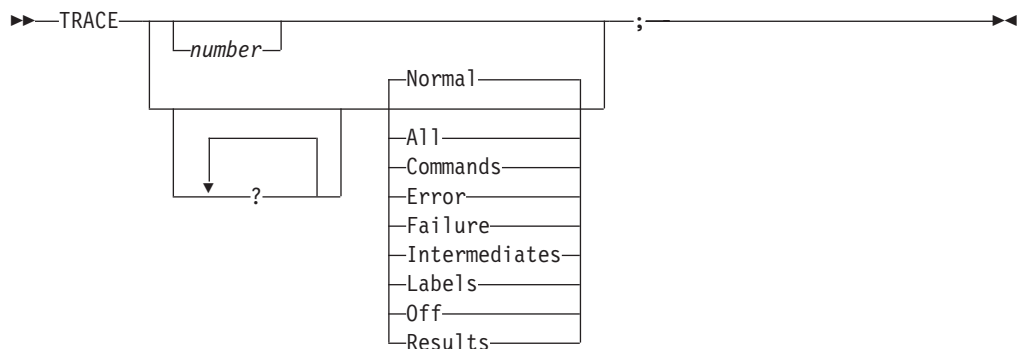 TRACE ;
number
Normal
All
Commands
?
Error
Failure
Intermediates
Labels
Off
Results